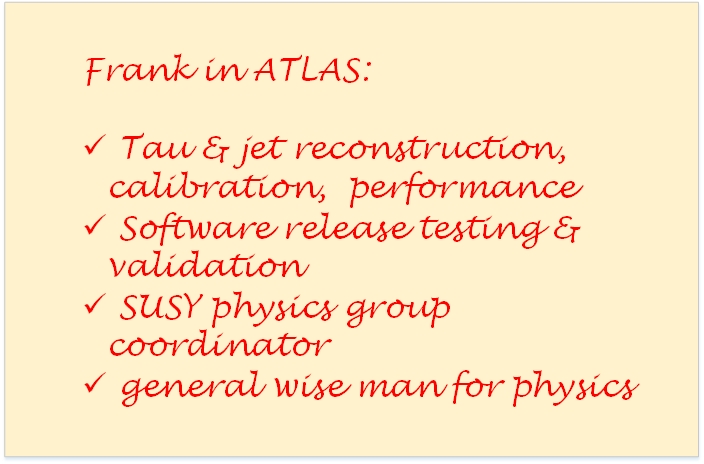 Frank in ATLAS:
✓ Tau & jet reconstruction,
calibration, performance
✓ Software release testing &
validation
✓ SUSY physics group
coordinator
✓ general wise man for physics